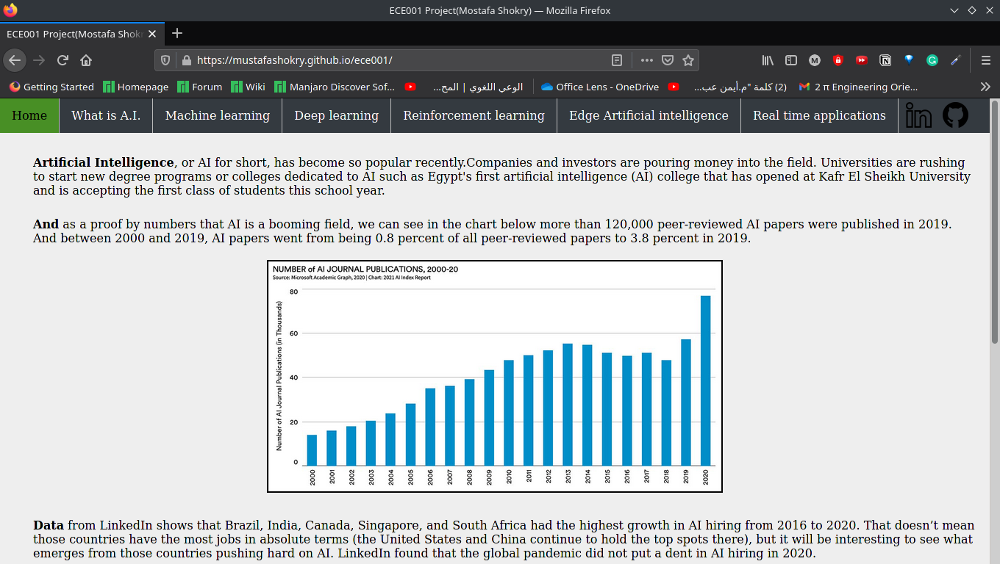 ECE001 Project(Mostafa Shokry) — Mozilla Firefox
ECE001 Project(Mostafa Shokr
https://mustafashokry.github.io/ece001/
Getting Started Homepage Forum Wiki Manjaro Discover Sof... الوعي اللغوي | المح... Office Lens - OneDrive (2) كلمة "م.أيمن عب... 2 π Engineering Orie...
Home What is A.I. Machine learning Deep learning Reinforcement learning Edge Artificial intelligence Real time applications in
Artificial Intelligence, or AI for short, has become so popular recently.Companies and investors are pouring money into the field. Universities are rushing
to start new degree programs or colleges dedicated to AI such as Egypt's first artificial intelligence (AI) college that has opened at Kafr El Sheikh University
and is accepting the first class of students this school year.
And as a proof by numbers that AI is a booming field, we can see in the chart below more than 120,000 peer-reviewed AI papers were published in 2019.
And between 2000 and 2019, AI papers went from being 0.8 percent of all peer-reviewed papers to 3.8 percent in 2019.
NUMBER of AI JOURNAL PUBLICATIONS, 2000-20
Source: Microsoft Academic Graph, 2020 | Chart: 2021 AI Index Report
Number of AI Journal Publications (in Thousands)
80
60
40
20
0
2000 2001 2002 2003 2004 2005 2006 2007 2008 2009 2010 2011 2012 2013 2014 2015 2016 2017 2018 2019 2020
Data from LinkedIn shows that Brazil, India, Canada, Singapore, and South Africa had the highest growth in AI hiring from 2016 to 2020. That doesn’t mean
those countries have the most jobs in absolute terms (the United States and China continue to hold the top spots there), but it will be interesting to see what
emerges from those countries pushing hard on AI. LinkedIn found that the global pandemic did not put a dent in AI hiring in 2020.